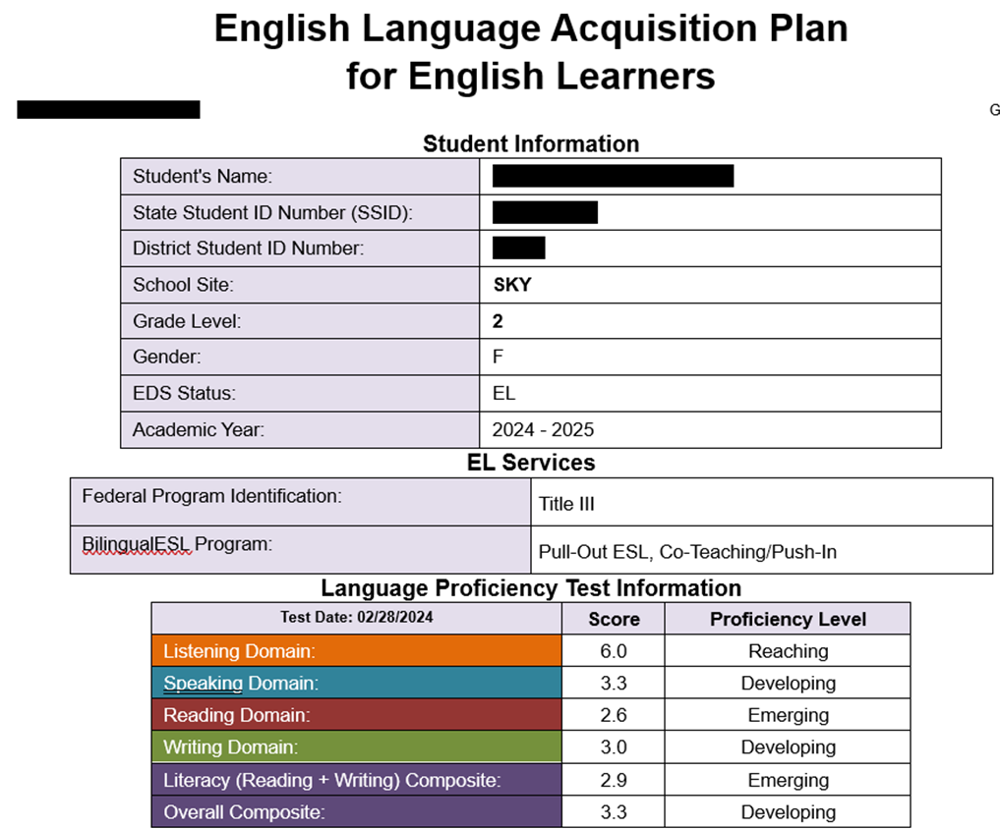 English Language Acquisition Plan
for English Learners
G
Student Information
Student's Name:
State Student ID Number (SSID):
District Student ID Number:
School Site: SKY
Grade Level: 2
Gender: F
EDS Status: EL
Academic Year: 2024 - 2025
EL Services
Federal Program Identification: Title III
BilingualESL Program: Pull-Out ESL, Co-Teaching/Push-In
Language Proficiency Test Information
Test Date: 02/28/2024 Score Proficiency Level
Listening Domain: 6.0 Reaching
Speaking Domain: 3.3 Developing
Reading Domain: 2.6 Emerging
Writing Domain: 3.0 Developing
Literacy (Reading + Writing) Composite: 2.9 Emerging
Overall Composite: 3.3 Developing